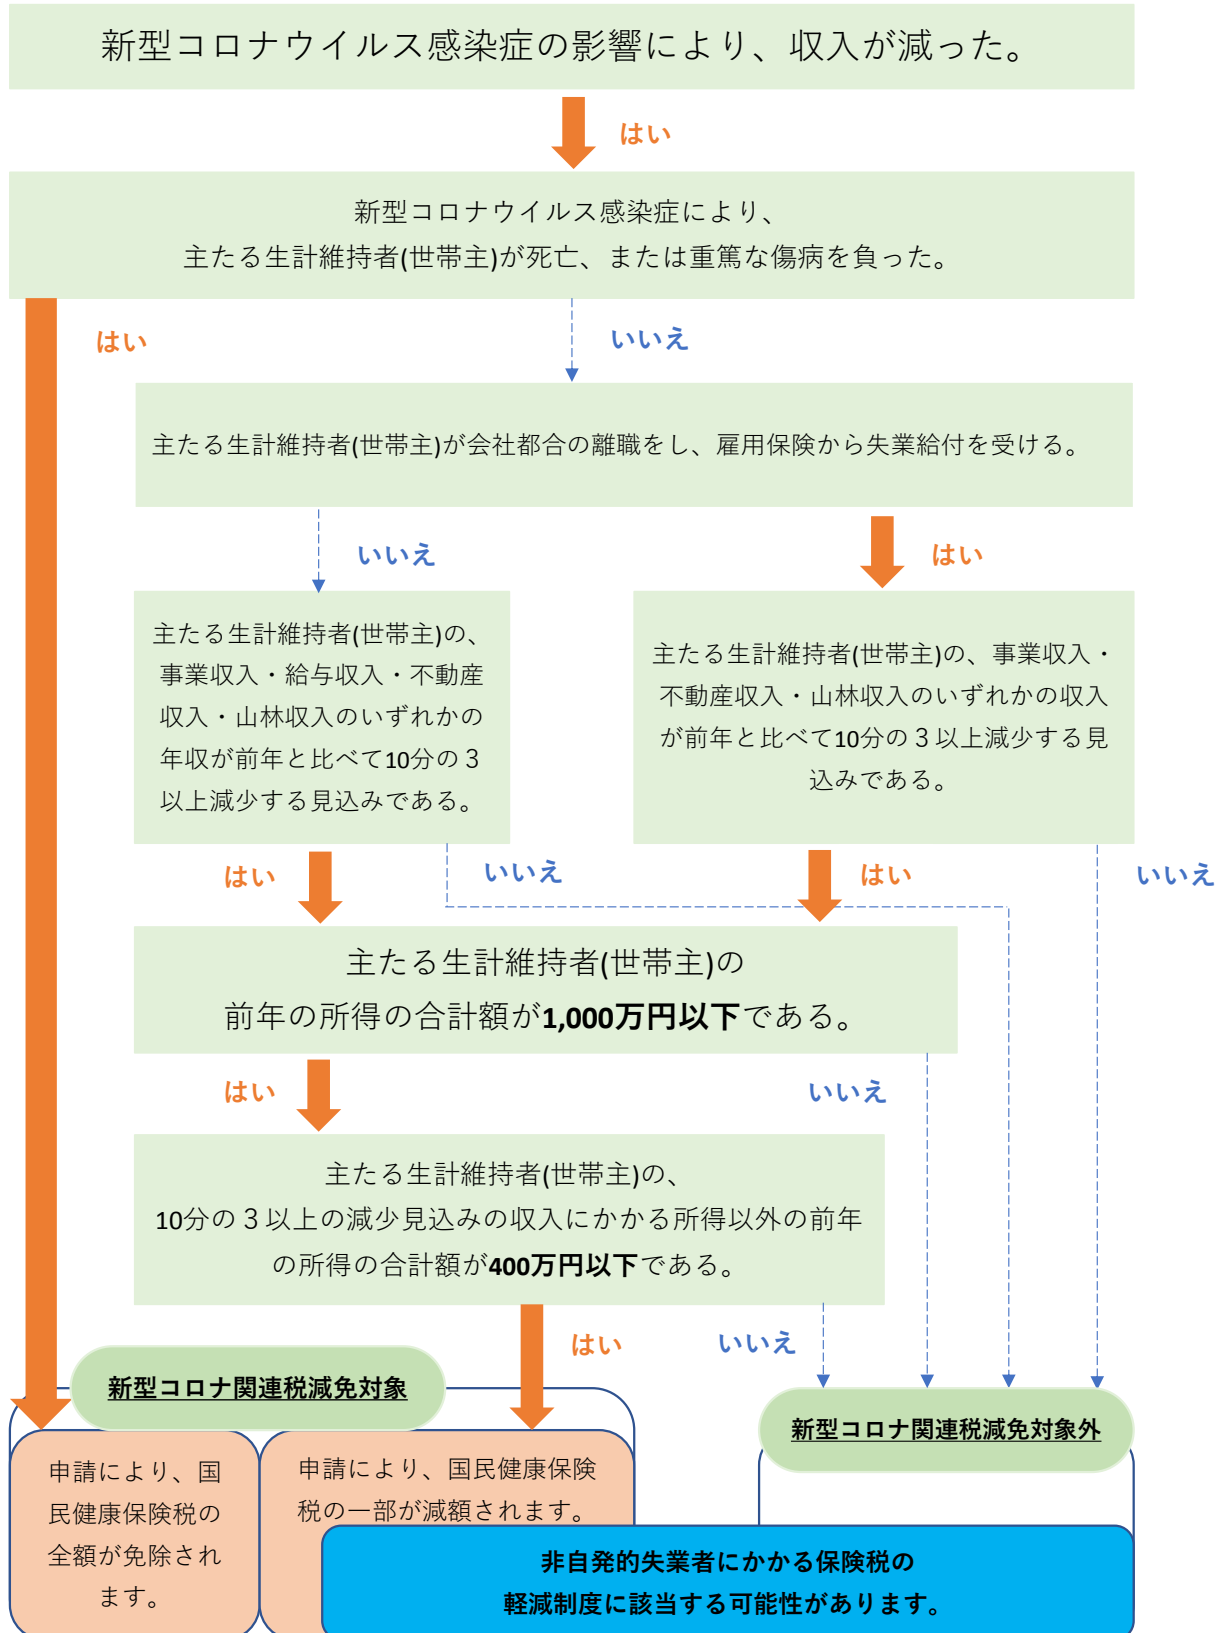 新型コロナウイルス感染症の影響により、収入が減った。
はい
新型コロナウイルス感染症により、
主たる生計維持者(世帯主)が死亡、または重篤な傷病を負った。
はい
いいえ
主たる生計維持者(世帯主)が会社都合の離職をし、雇用保険から失業給付を受ける。
いいえ
はい
主たる生計維持者(世帯主)の、
事業収入・給与収入・不動産
収入・山林収入のいずれかの
年収が前年と比べて10分の３
以上減少する見込みである。
主たる生計維持者(世帯主)の、事業収入・
不動産収入・山林収入のいずれかの収入
が前年と比べて10分の３以上減少する見
込みである。
はい
いいえ
はい
いいえ
主たる生計維持者(世帯主)の
前年の所得の合計額が1,000万円以下である。
はい
いいえ
主たる生計維持者(世帯主)の、
10分の３以上の減少見込みの収入にかかる所得以外の前年
の所得の合計額が400万円以下である。
はい
いいえ
新型コロナ関連税減免対象
新型コロナ関連税減免対象外
申請により、国
民健康保険税の
全額が免除され
ます。
申請により、国民健康保険
税の一部が減額されます。
非自発的失業者にかかる保険税の
軽減制度に該当する可能性があります。